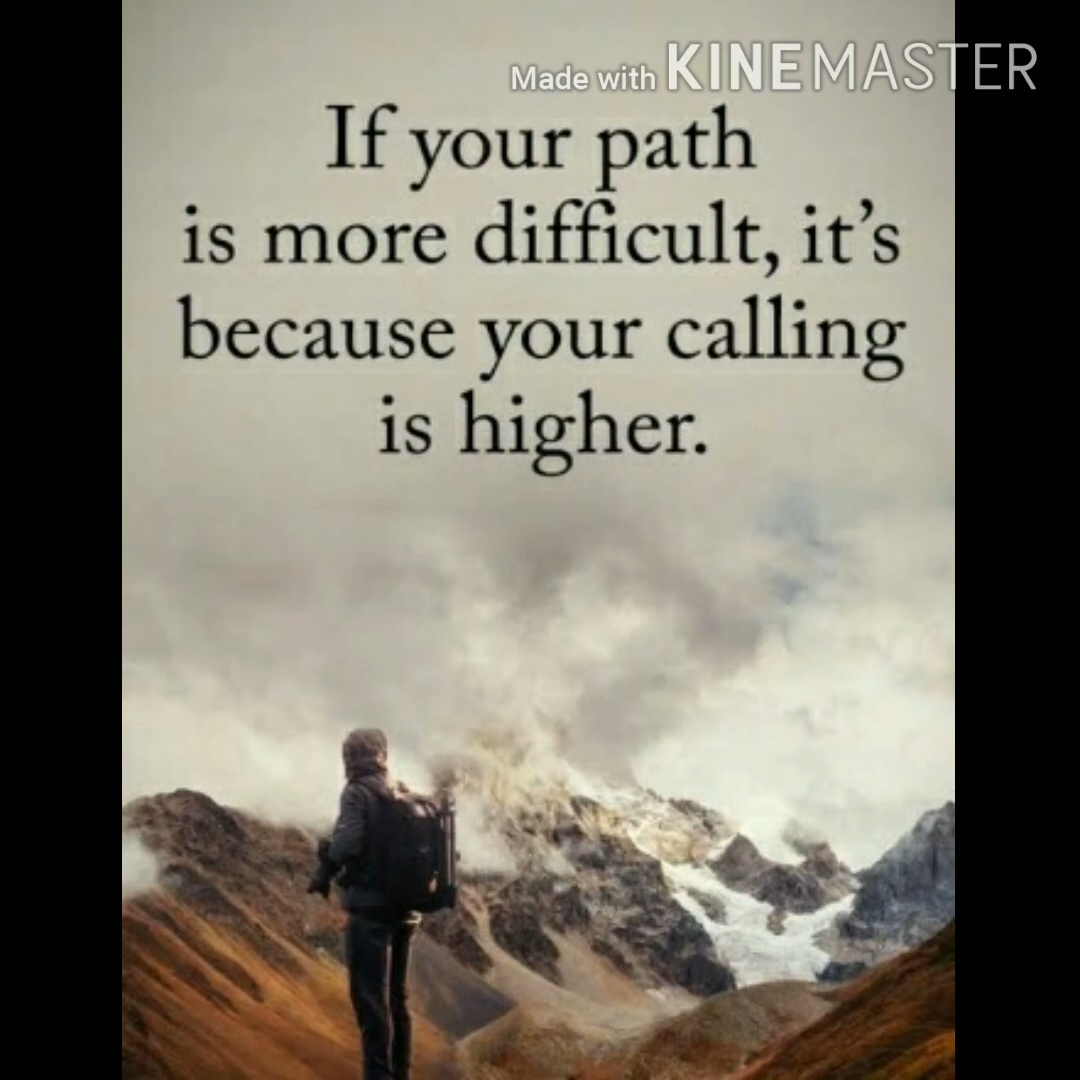 Made with KINEMASTER
If your path
is more difficult, it’s
because your calling
is higher.